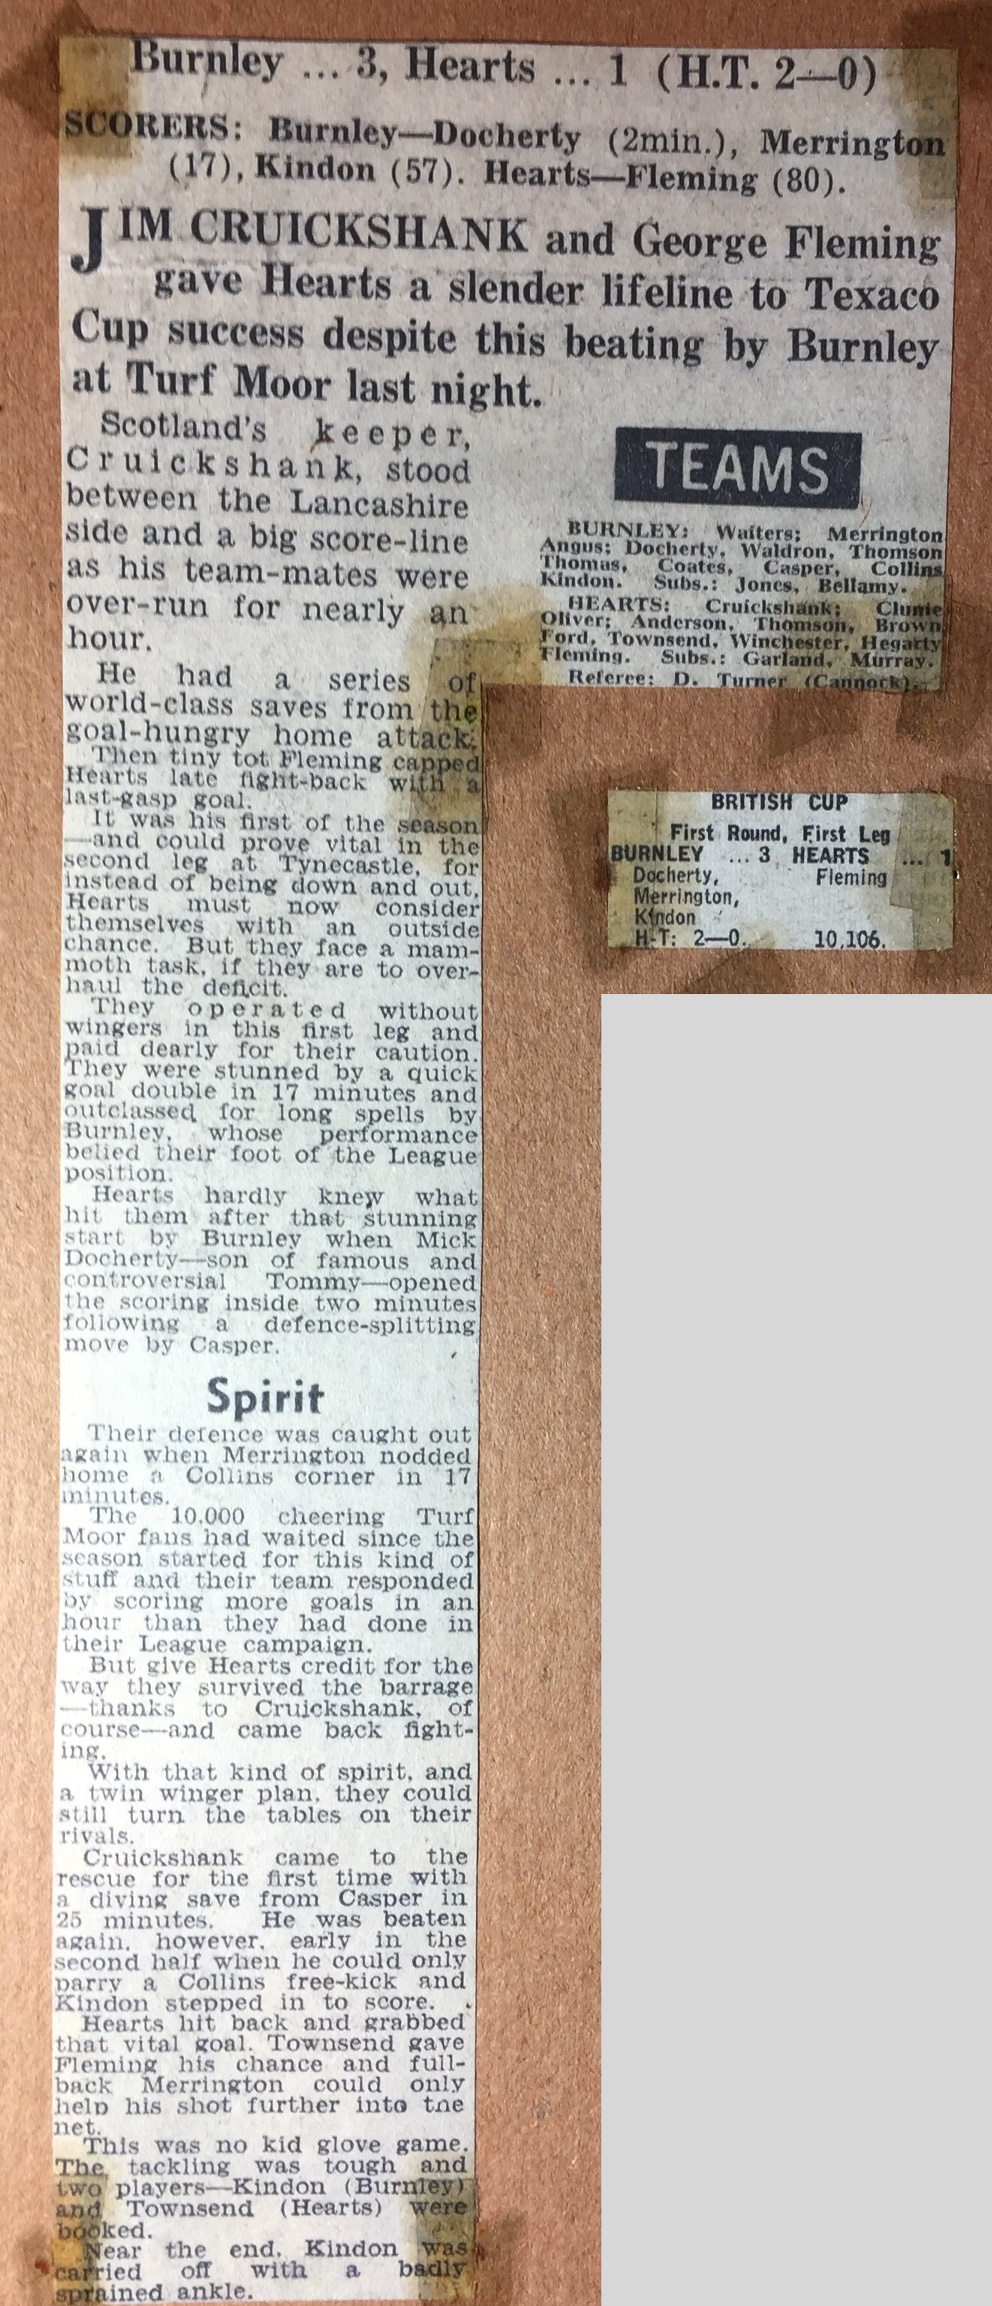 Burnley ... 3, Hearts ... 1 (H.T. 2—0)
SCORERS: Burnley—Docherty (2min.), Merrington
(17), Kindon (57). Hearts—Fleming (80).
JIM CRUICKSHANK and George Fleming
gave Hearts a slender lifeline to Texaco
Cup success despite this beating by Burnley
at Turf Moor last night.
Scotland's keeper,
Cruickshank, stood
between the Lancashire
side and a big score-line
as his team-mates were
over-run for nearly an
hour.
He had a series of
world-class saves from the
goal-hungry home attack.
Then tiny tot Fleming capped
Hearts late fight-back with a
last-gasp goal.
It was his first of the season
—and could prove vital in the
second leg at Tynecastle, for
instead of being down and out,
Hearts must now consider
themselves with an outside
chance. But they face a mam-
moth task, if they are to over-
haul the deficit.
They operated without
wingers in this first leg and
paid dearly for their caution.
They were stunned by a quick
goal double in 17 minutes and
outclassed for long spells by
Burnley, whose performance
belied their foot of the League
position.
Hearts hardly knew what
hit them after that stunning
start by Burnley when Mick
Docherty—son of famous and
controversial Tommy—opened
the scoring inside two minutes
following a defence-splitting
move by Casper.
Spirit
Their defence was caught out
again when Merrington nodded
home a Collins corner in 17
minutes.
The 10,000 cheering Turf
Moor fans had waited since the
season started for this kind of
stuff and their team responded
by scoring more goals in an
hour than they had done in
their League campaign.
But give Hearts credit for the
way they survived the barrage
—thanks to Cruickshank, of
course—and came back fight-
ing.
With that kind of spirit, and
a twin winger plan, they could
still turn the tables on their
rivals.
Cruickshank came to the
rescue for the first time with
a diving save from Casper in
25 minutes. He was beaten
again, however, early in the
second half when he could only
parry a Collins free-kick and
Kindon stepped in to score.
Hearts hit back and grabbed
that vital goal. Townsend gave
Fleming his chance and full-
back Merrington could only
help his shot further into the
net.
This was no kid glove game.
The tackling was tough and
two players—Kindon (Burnley)
and Townsend (Hearts) were
booked.
Near the end, Kindon was
carried off with a badly
sprained ankle.
TEAMS
BURNLEY: Waiters; Merrington
Angus; Docherty, Waldron, Thomson
Thomas, Coates, Casper, Collins
Kindon. Subs.: Jones, Bellamy.
HEARTS: Cruickshank; Clunie
Oliver; Anderson, Thomson, Brown
Ford, Townsend, Winchester, Hegarty
Fleming. Subs.: Garland, Murray.
Referee: D. Turner (Cannock).
BRITISH CUP
First Round, First Leg
BURNLEY ... 3 HEARTS ... 1
Docherty, Fleming
Merrington,
Kindon
H-T: 2—0. 10,106.